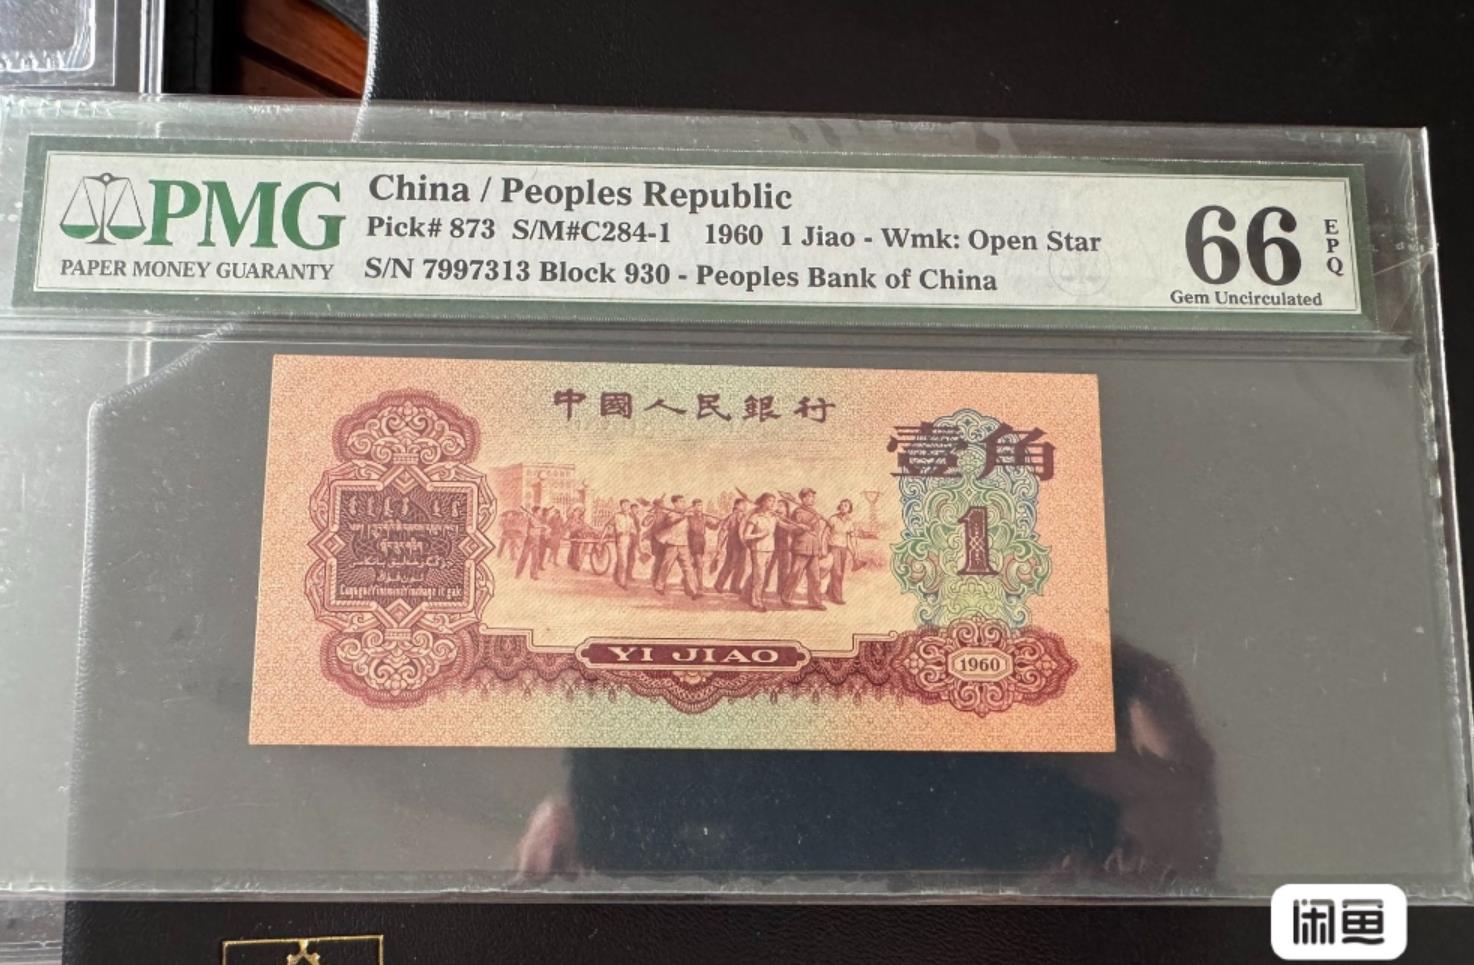 PMG
PAPER MONEY GUARANTY
China / Peoples Republic
Pick# 873 S/M#C284-1 1960 1 Jiao - Wmk: Open Star
S/N 7997313 Block 930 - Peoples Bank of China
66
EPQ
Gem Uncirculated
中國人民銀行
壹角
1
YI JIAO
1960
闲鱼